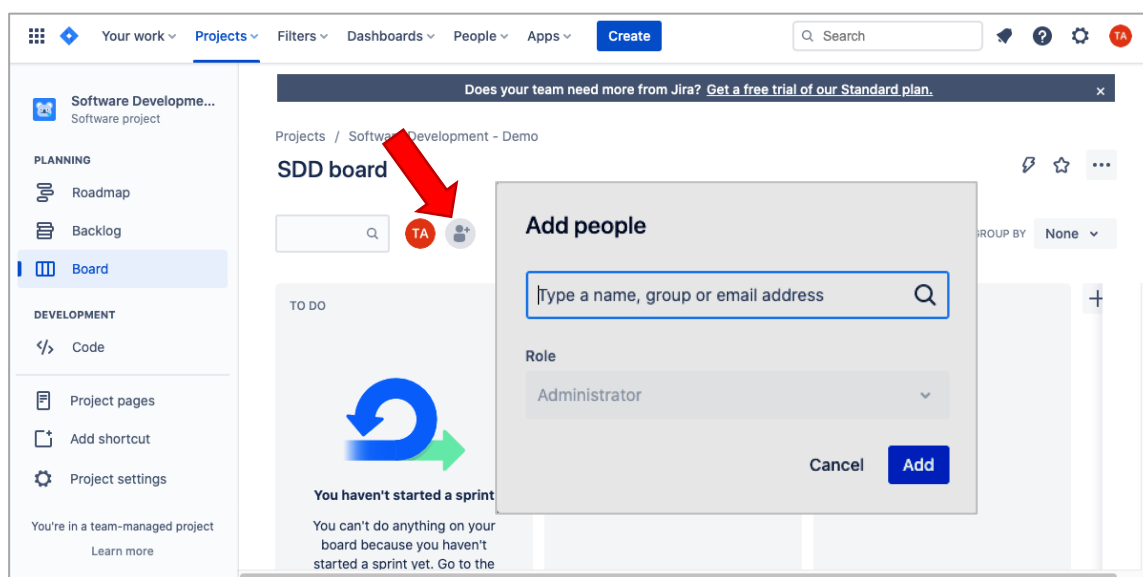 Your work Projects Filters Dashboards People Apps Create Search TA
Does your team need more from Jira? Get a free trial of our Standard plan.
Software Developme...
Software project
PLANNING
Roadmap
Backlog
Board
DEVELOPMENT
Code
Project pages
Add shortcut
Project settings
You're in a team-managed project
Learn more
Projects / Software Development - Demo
SDD board
TA
GROUP BY None
TO DO
You haven't started a sprint
You can't do anything on your
board because you haven't
started a sprint yet. Go to the
Add people
Type a name, group or email address
Role
Administrator
Cancel Add